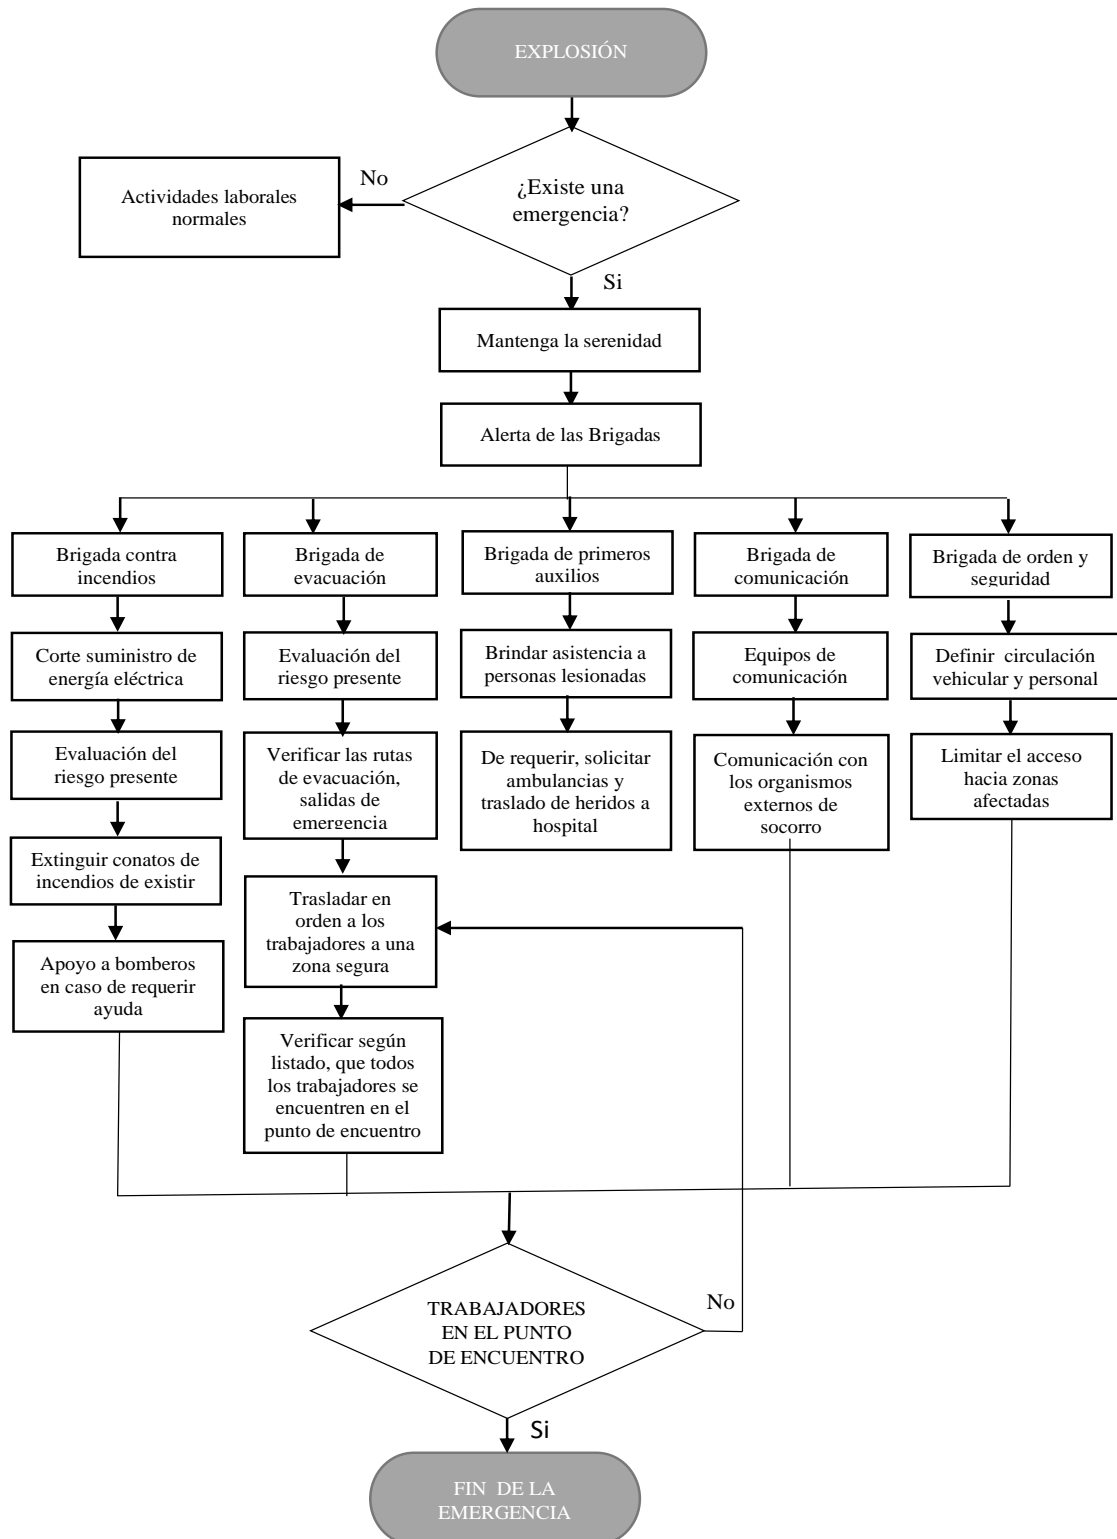 EXPLOSIÓN
¿Existe una
emergencia?
No
Actividades laborales
normales
Si
Mantenga la serenidad
Alerta de las Brigadas
Brigada contra
incendios
Corte suministro de
energía eléctrica
Evaluación del
riesgo presente
Extinguir conatos de
incendios de existir
Apoyo a bomberos
en caso de requerir
ayuda
Brigada de
evacuación
Evaluación del
riesgo presente
Verificar las rutas
de evacuación,
salidas de
emergencia
Trasladar en
orden a los
trabajadores a una
zona segura
Verificar según
listado, que todos
los trabajadores se
encuentren en el
punto de encuentro
Brigada de primeros
auxilios
Brindar asistencia a
personas lesionadas
De requerir, solicitar
ambulancias y
traslado de heridos a
hospital
Brigada de
comunicación
Equipos de
comunicación
Comunicación con
los organismos
externos de
socorro
Brigada de orden y
seguridad
Definir  circulación
vehicular y personal
Limitar el acceso
hacia zonas
afectadas
TRABAJADORES
EN EL PUNTO
DE ENCUENTRO
No
Si
FIN  DE LA
EMERGENCIA